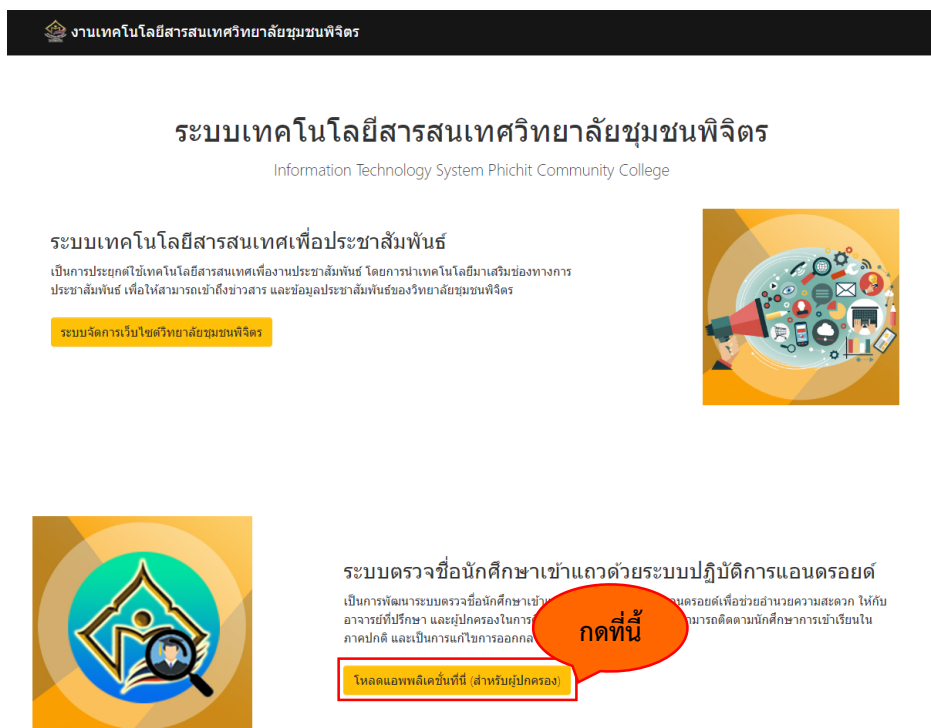 งานเทคโนโลยีสารสนเทศวิทยาลัยชุมชนพิจิตร
ระบบเทคโนโลยีสารสนเทศวิทยาลัยชุมชนพิจิตร
Information Technology System Phichit Community College
ระบบเทคโนโลยีสารสนเทศเพื่อประชาสัมพันธ์
เป็นการประยุกต์ใช้เทคโนโลยีสารสนเทศเพื่องานประชาสัมพันธ์ โดยการนำเทคโนโลยีมาเสริมช่องทางการ
ประชาสัมพันธ์ เพื่อให้สามารถเข้าถึงข่าวสาร และข้อมูลประชาสัมพันธ์ของวิทยาลัยชุมชนพิจิตร
ระบบจัดการเว็บไซต์วิทยาลัยชุมชนพิจิตร
ระบบตรวจชื่อนักศึกษาเข้าแถวด้วยระบบปฏิบัติการแอนดรอยด์
เป็นการพัฒนาระบบตรวจชื่อนักศึกษาเข้า นดรอยด์เพื่อช่วยอำนวยความสะดวก ให้กับ
อาจารย์ที่ปรึกษา และผู้ปกครองในการ ามารถติดตามนักศึกษาการเข้าเรียนใน
ภาคปกติ และเป็นการแก้ไขการออกกล
กดที่นี้
โหลดแอพพลิเคชั่นที่นี่ (สำหรับผู้ปกครอง)